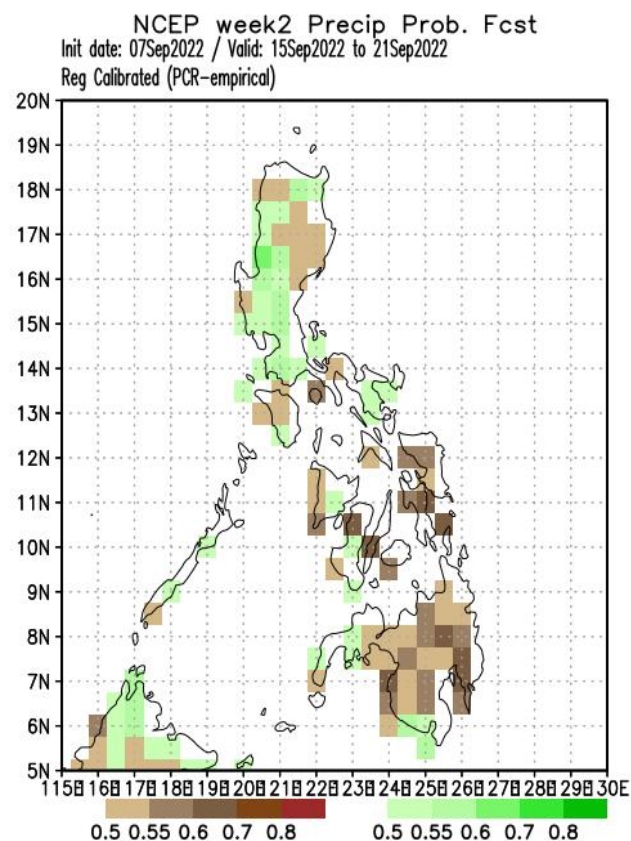 NCEP week2 Precip Prob. Fcst
Init date: 07Sep2022 / Valid: 15Sep2022 to 21Sep2022
Reg Calibrated (PCR-empirical)
20N
19N
18N
17N
16N
15N
14N
13N
12N
11N
10N
9N
8N
7N
6N
5N
115E 116E 117E 118E 119E 120E 121E 122E 123E 124E 125E 126E 127E 128E 129E 130E
0.5 0.55 0.6 0.7 0.8 0.5 0.55 0.6 0.7 0.8